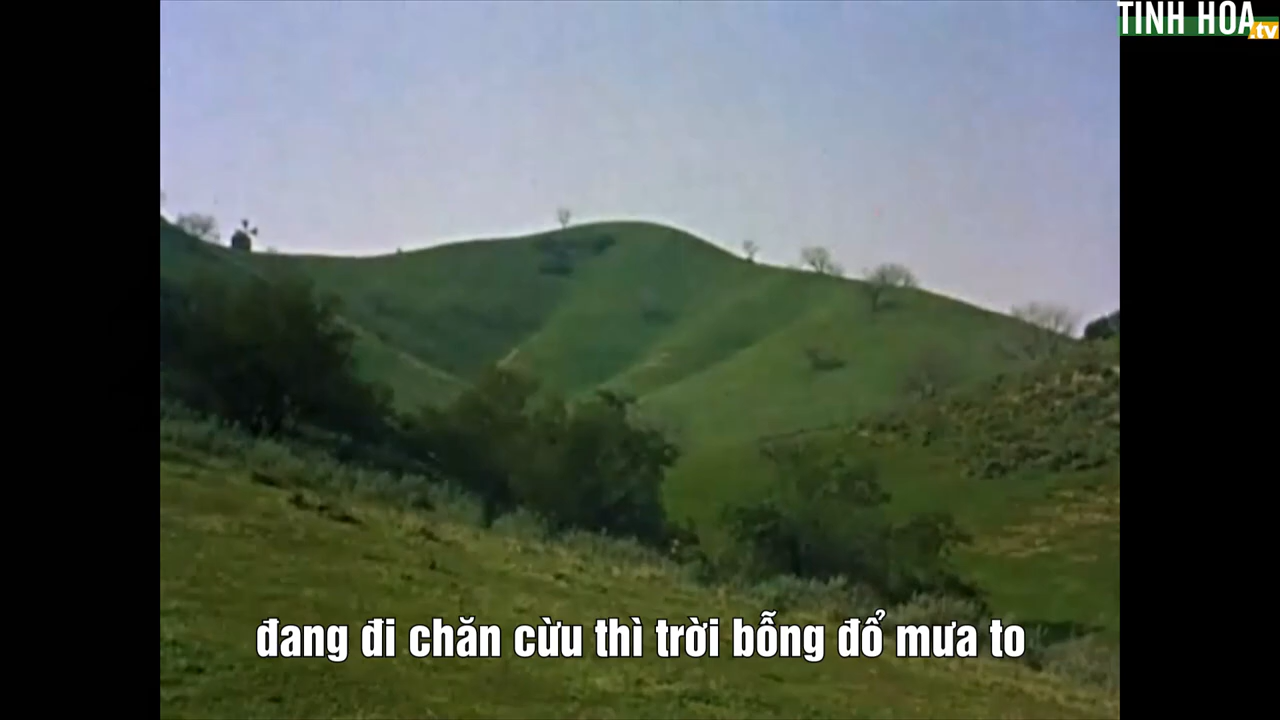 TINH HOA
.tv
đang đi chăn cừu thì trời bỗng đổ mưa to